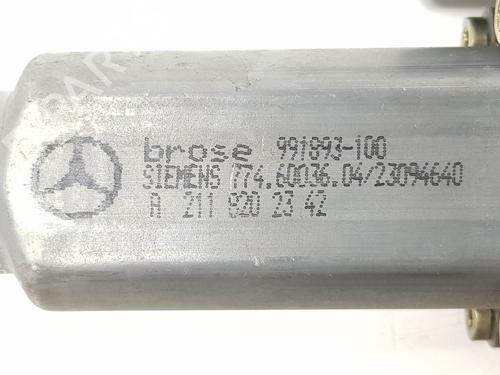 brose 991893-100
SIEMENS 774.60036.04/23094640
A 211 820 23 42